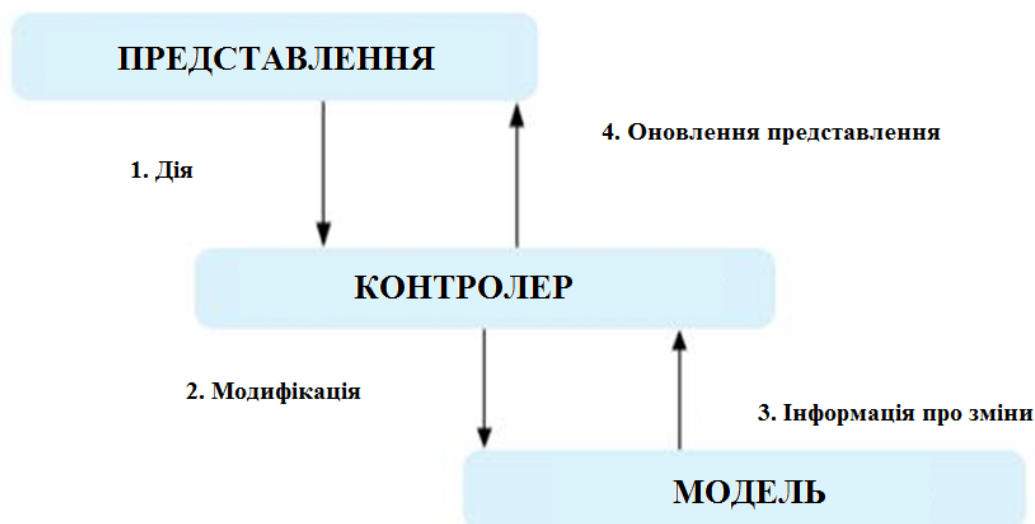 ПРЕДСТАВЛЕННЯ
4. Оновлення представлення
1. Дія
КОНТРОЛЕР
2. Модифікація
3. Інформація про зміни
МОДЕЛЬ